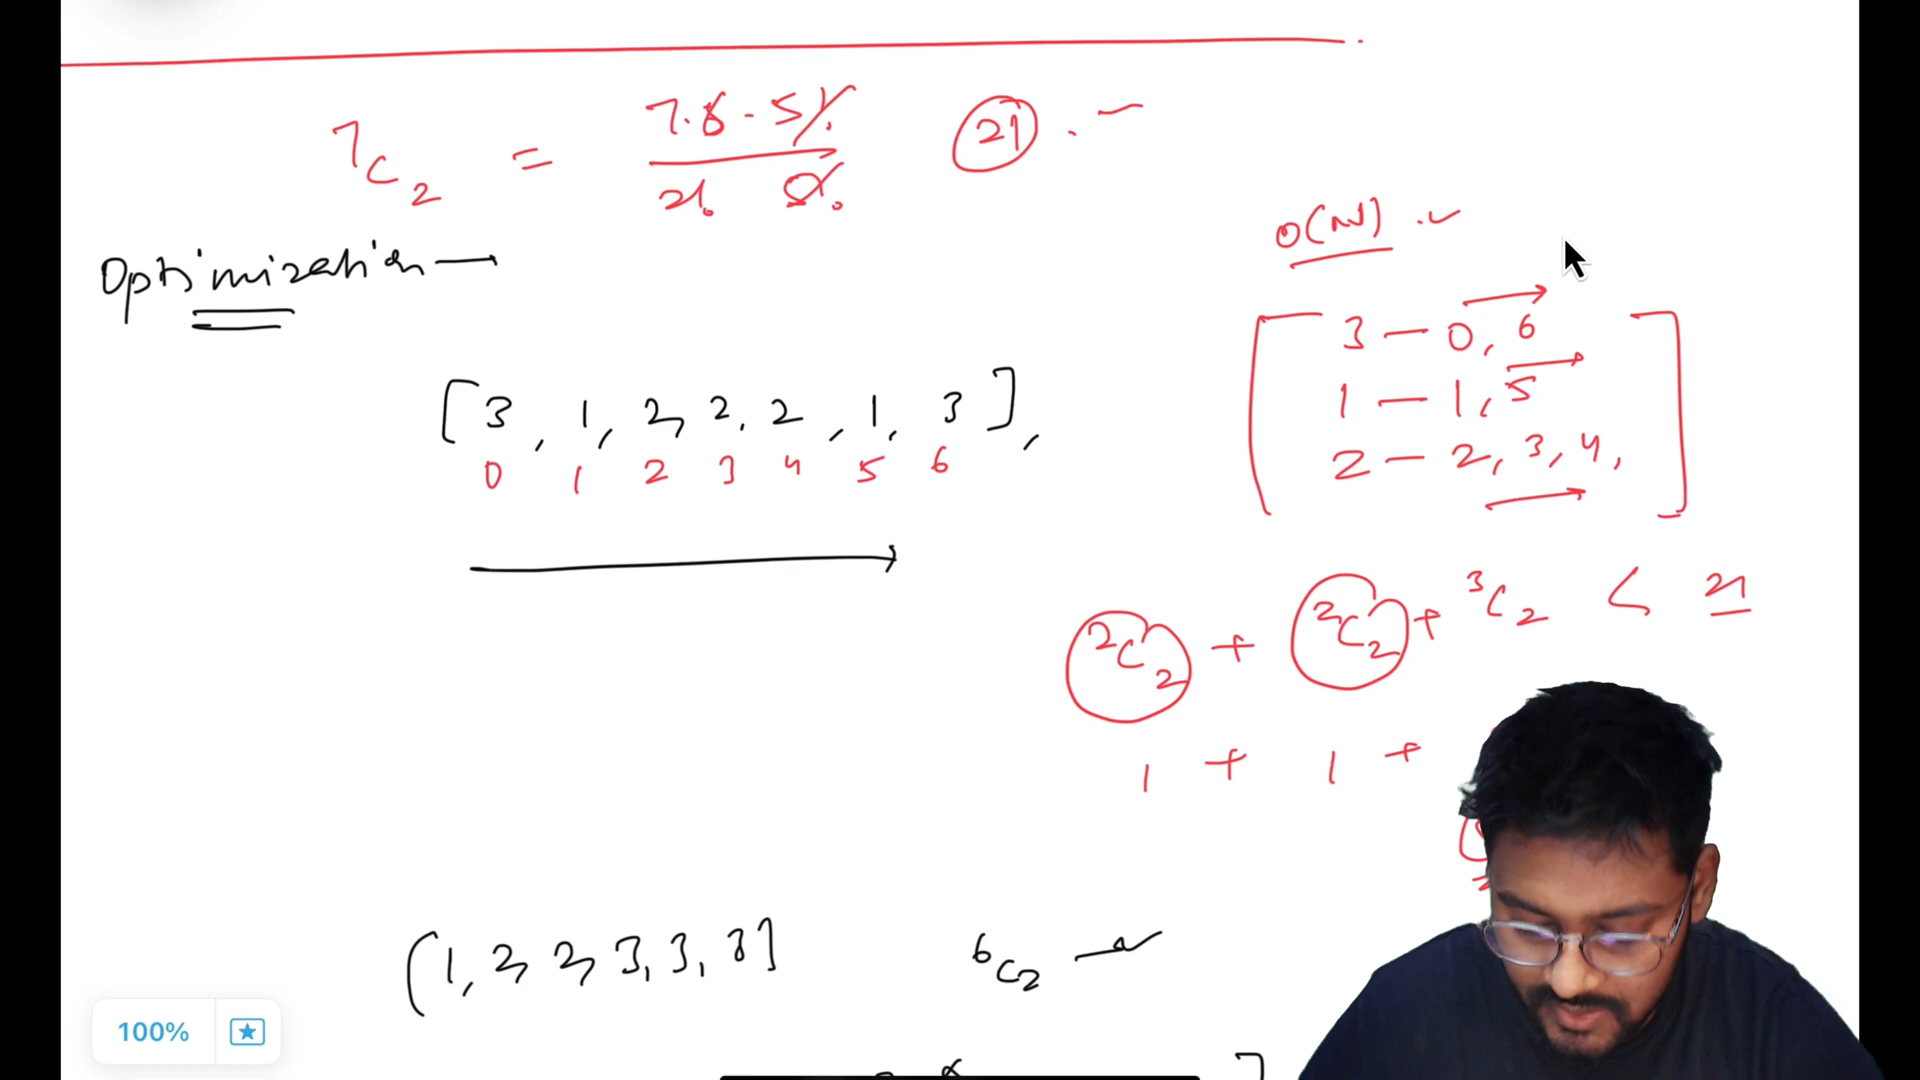 7C2 = 7.6.5! / 2! 5! 21.
Optimization →
O(N)
3 — 0, 6
1 — 1, 5
2 — 2, 3, 4,
[3, 1, 2, 2, 2, 1, 3],
0 1 2 3 4 5 6
2C2 + 2C2 + 3C2 < 21
1 + 1 +
[1, 2, 2, 3, 3, 3]
6C2
100%